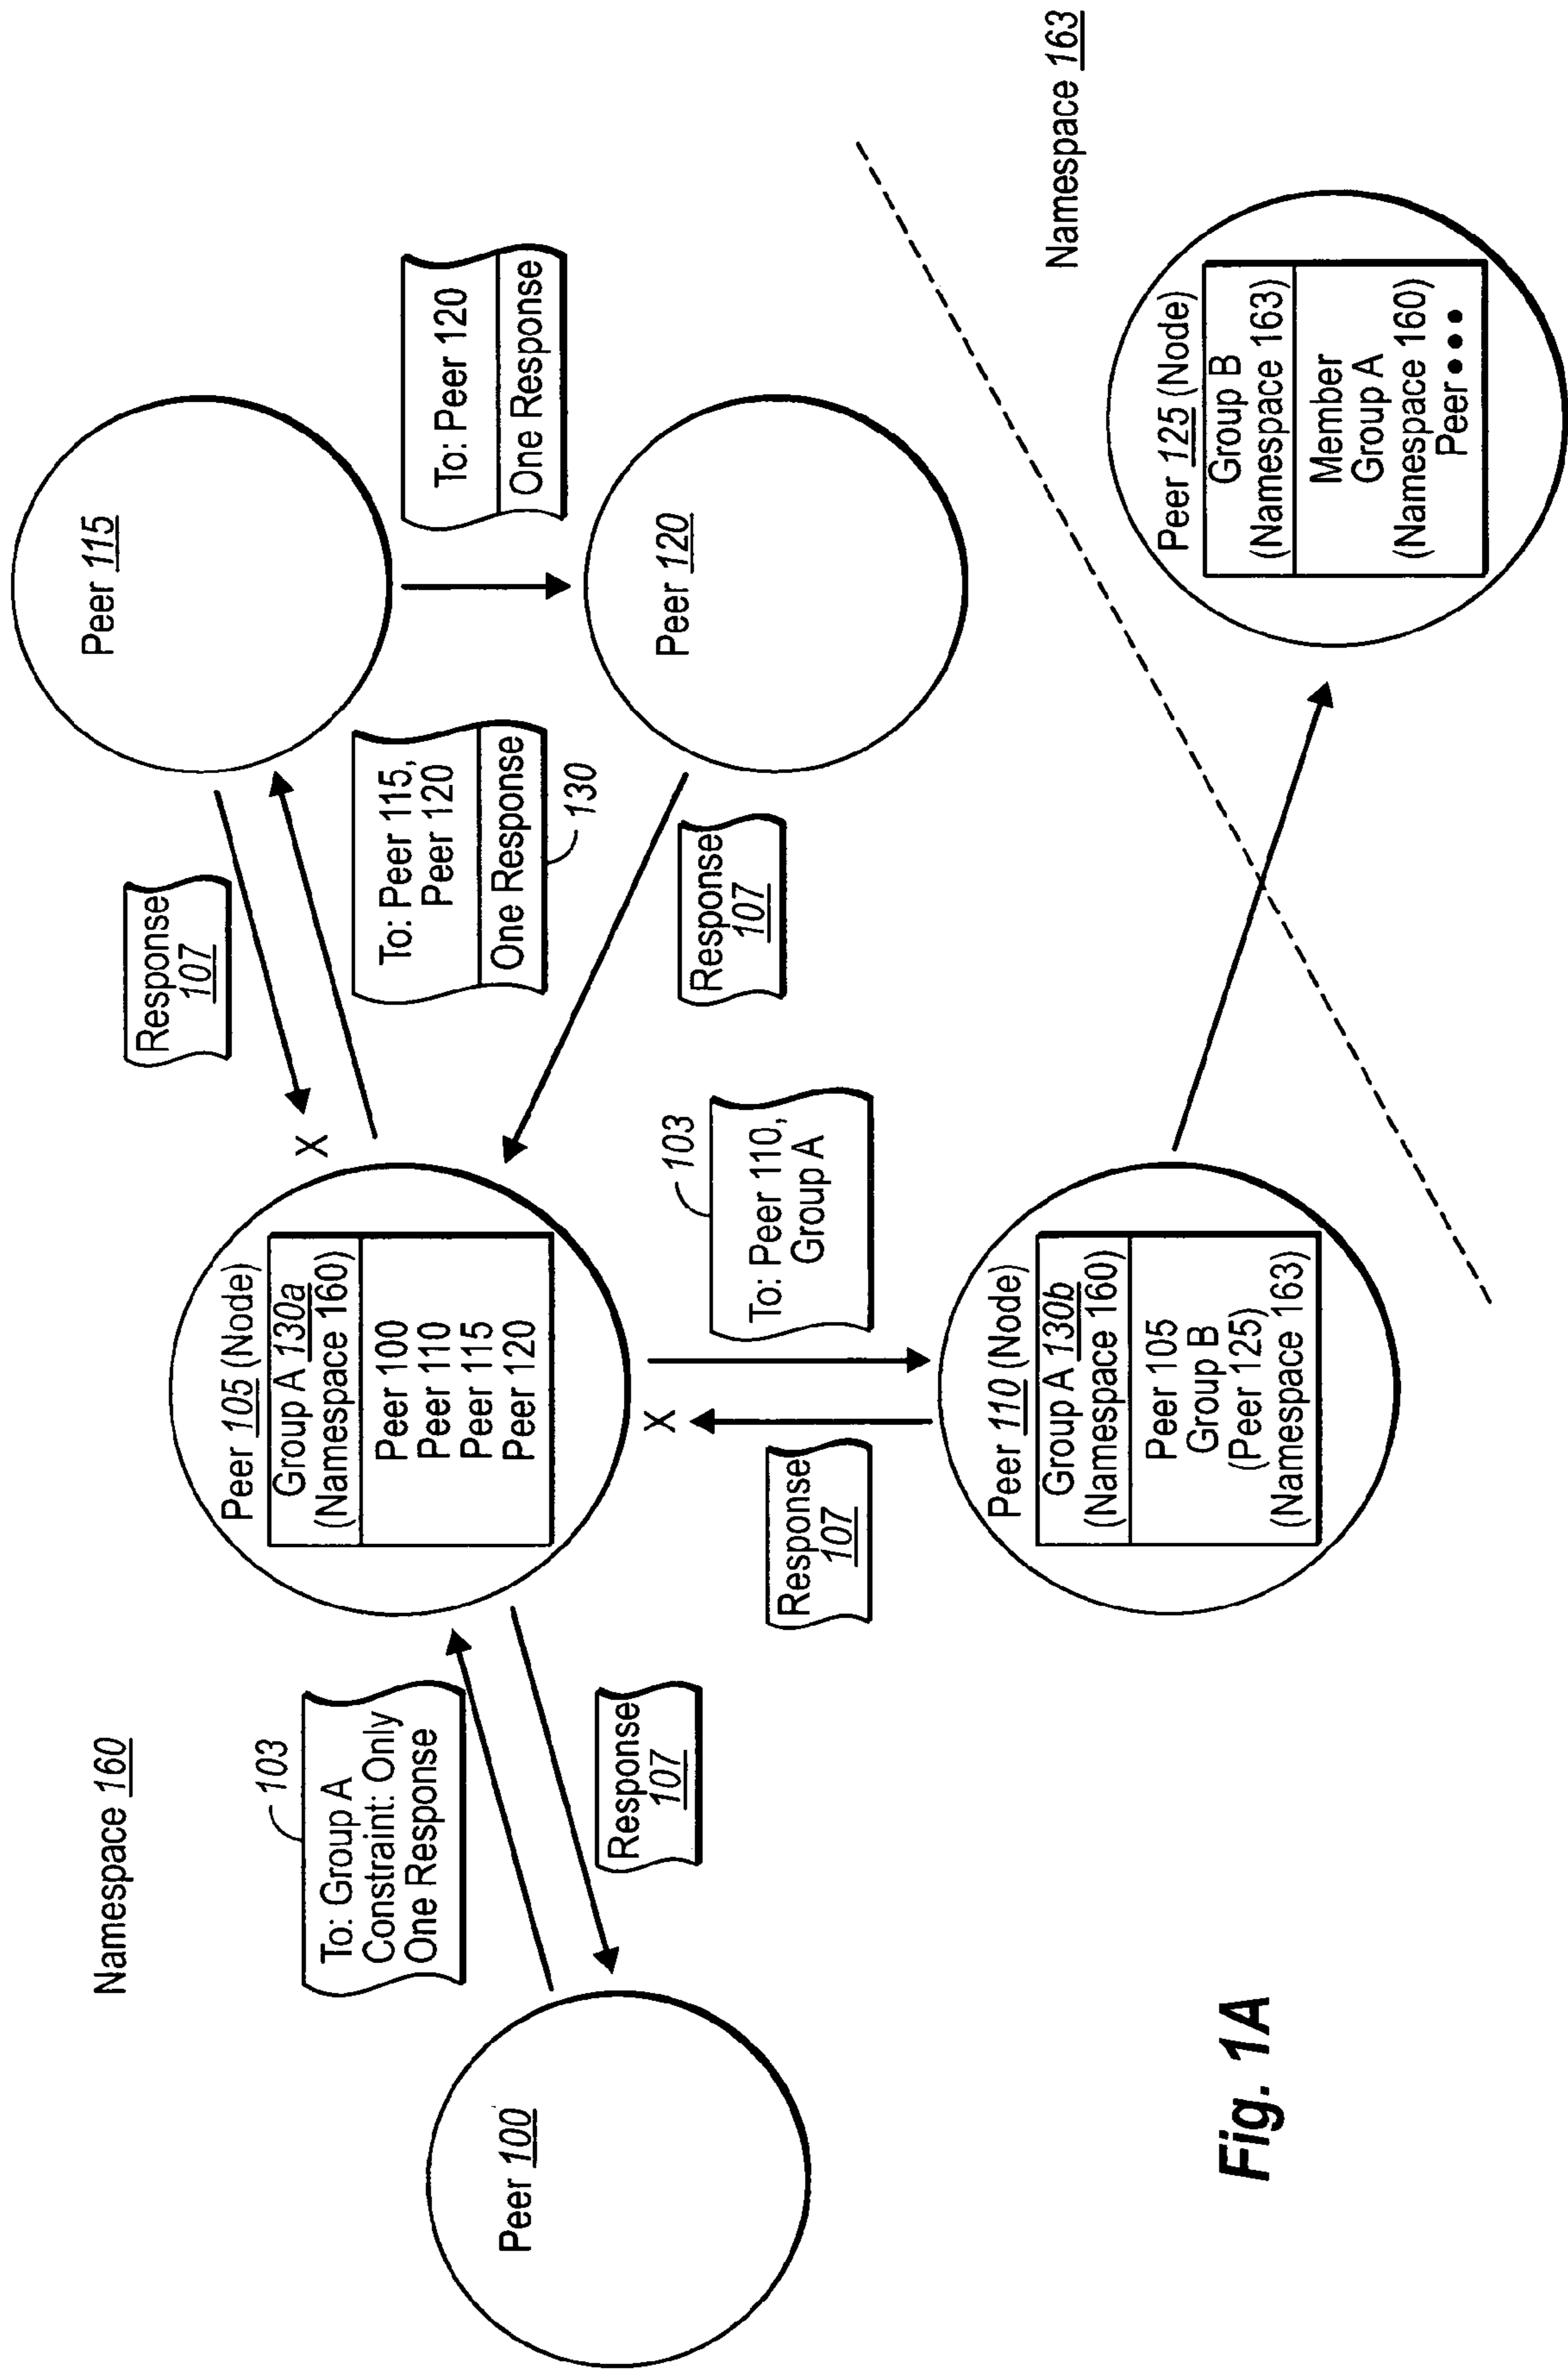 Namespace 160
Peer 100
103
To: Group A
Constraint: Only
One Response
Response
107
Peer 105 (Node)
Group A 130a
(Namespace 160)
Peer 100
Peer 110
Peer 115
Peer 120
X
Response
107
Peer 115
To: Peer 115,
Peer 120
One Response
130
To: Peer 120
One Response
Peer 120
Response
107
103
To: Peer 110,
Group A
X
Response
107
Peer 110 (Node)
Group A 130b
(Namespace 160)
Peer 105
Group B
(Peer 125)
(Namespace 163)
Namespace 163
Peer 125 (Node)
Group B
(Namespace 163)
Member
Group A
(Namespace 160)
Peer •••
Fig. 1A